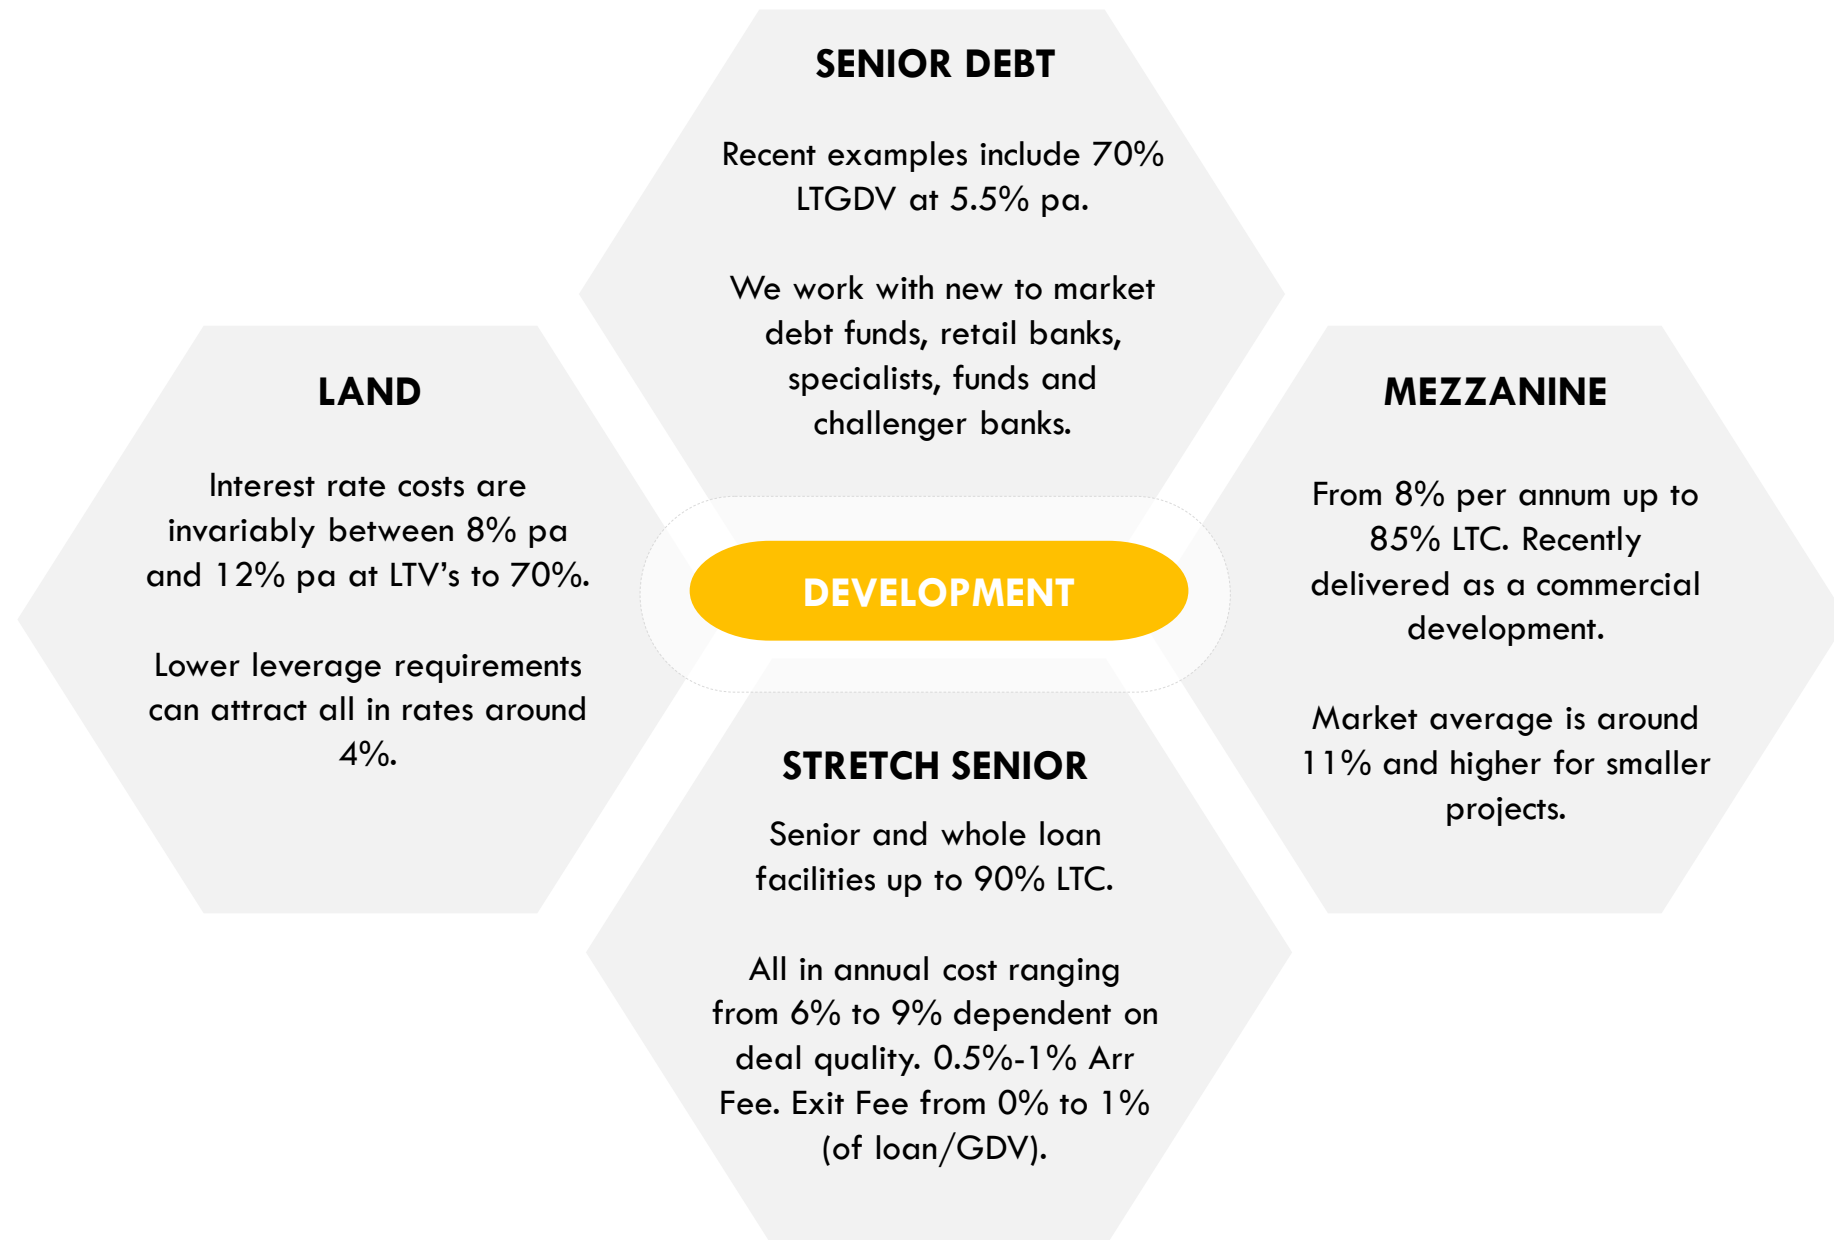 SENIOR DEBT
Recent examples include 70%
LTGDV at 5.5% pa.
We work with new to market
debt funds, retail banks,
specialists, funds and
challenger banks.
LAND
Interest rate costs are
invariably between 8% pa
and 12% pa at LTV's to 70%.
Lower leverage requirements
can attract all in rates around
4%.
DEVELOPMENT
MEZZANINE
From 8% per annum up to
85% LTC. Recently
delivered as a commercial
development.
Market average is around
11% and higher for smaller
projects.
STRETCH SENIOR
Senior and whole loan
facilities up to 90% LTC.
All in annual cost ranging
from 6% to 9% dependent on
deal quality. 0.5%-1% Arr
Fee. Exit Fee from 0% to 1%
(of loan/GDV).